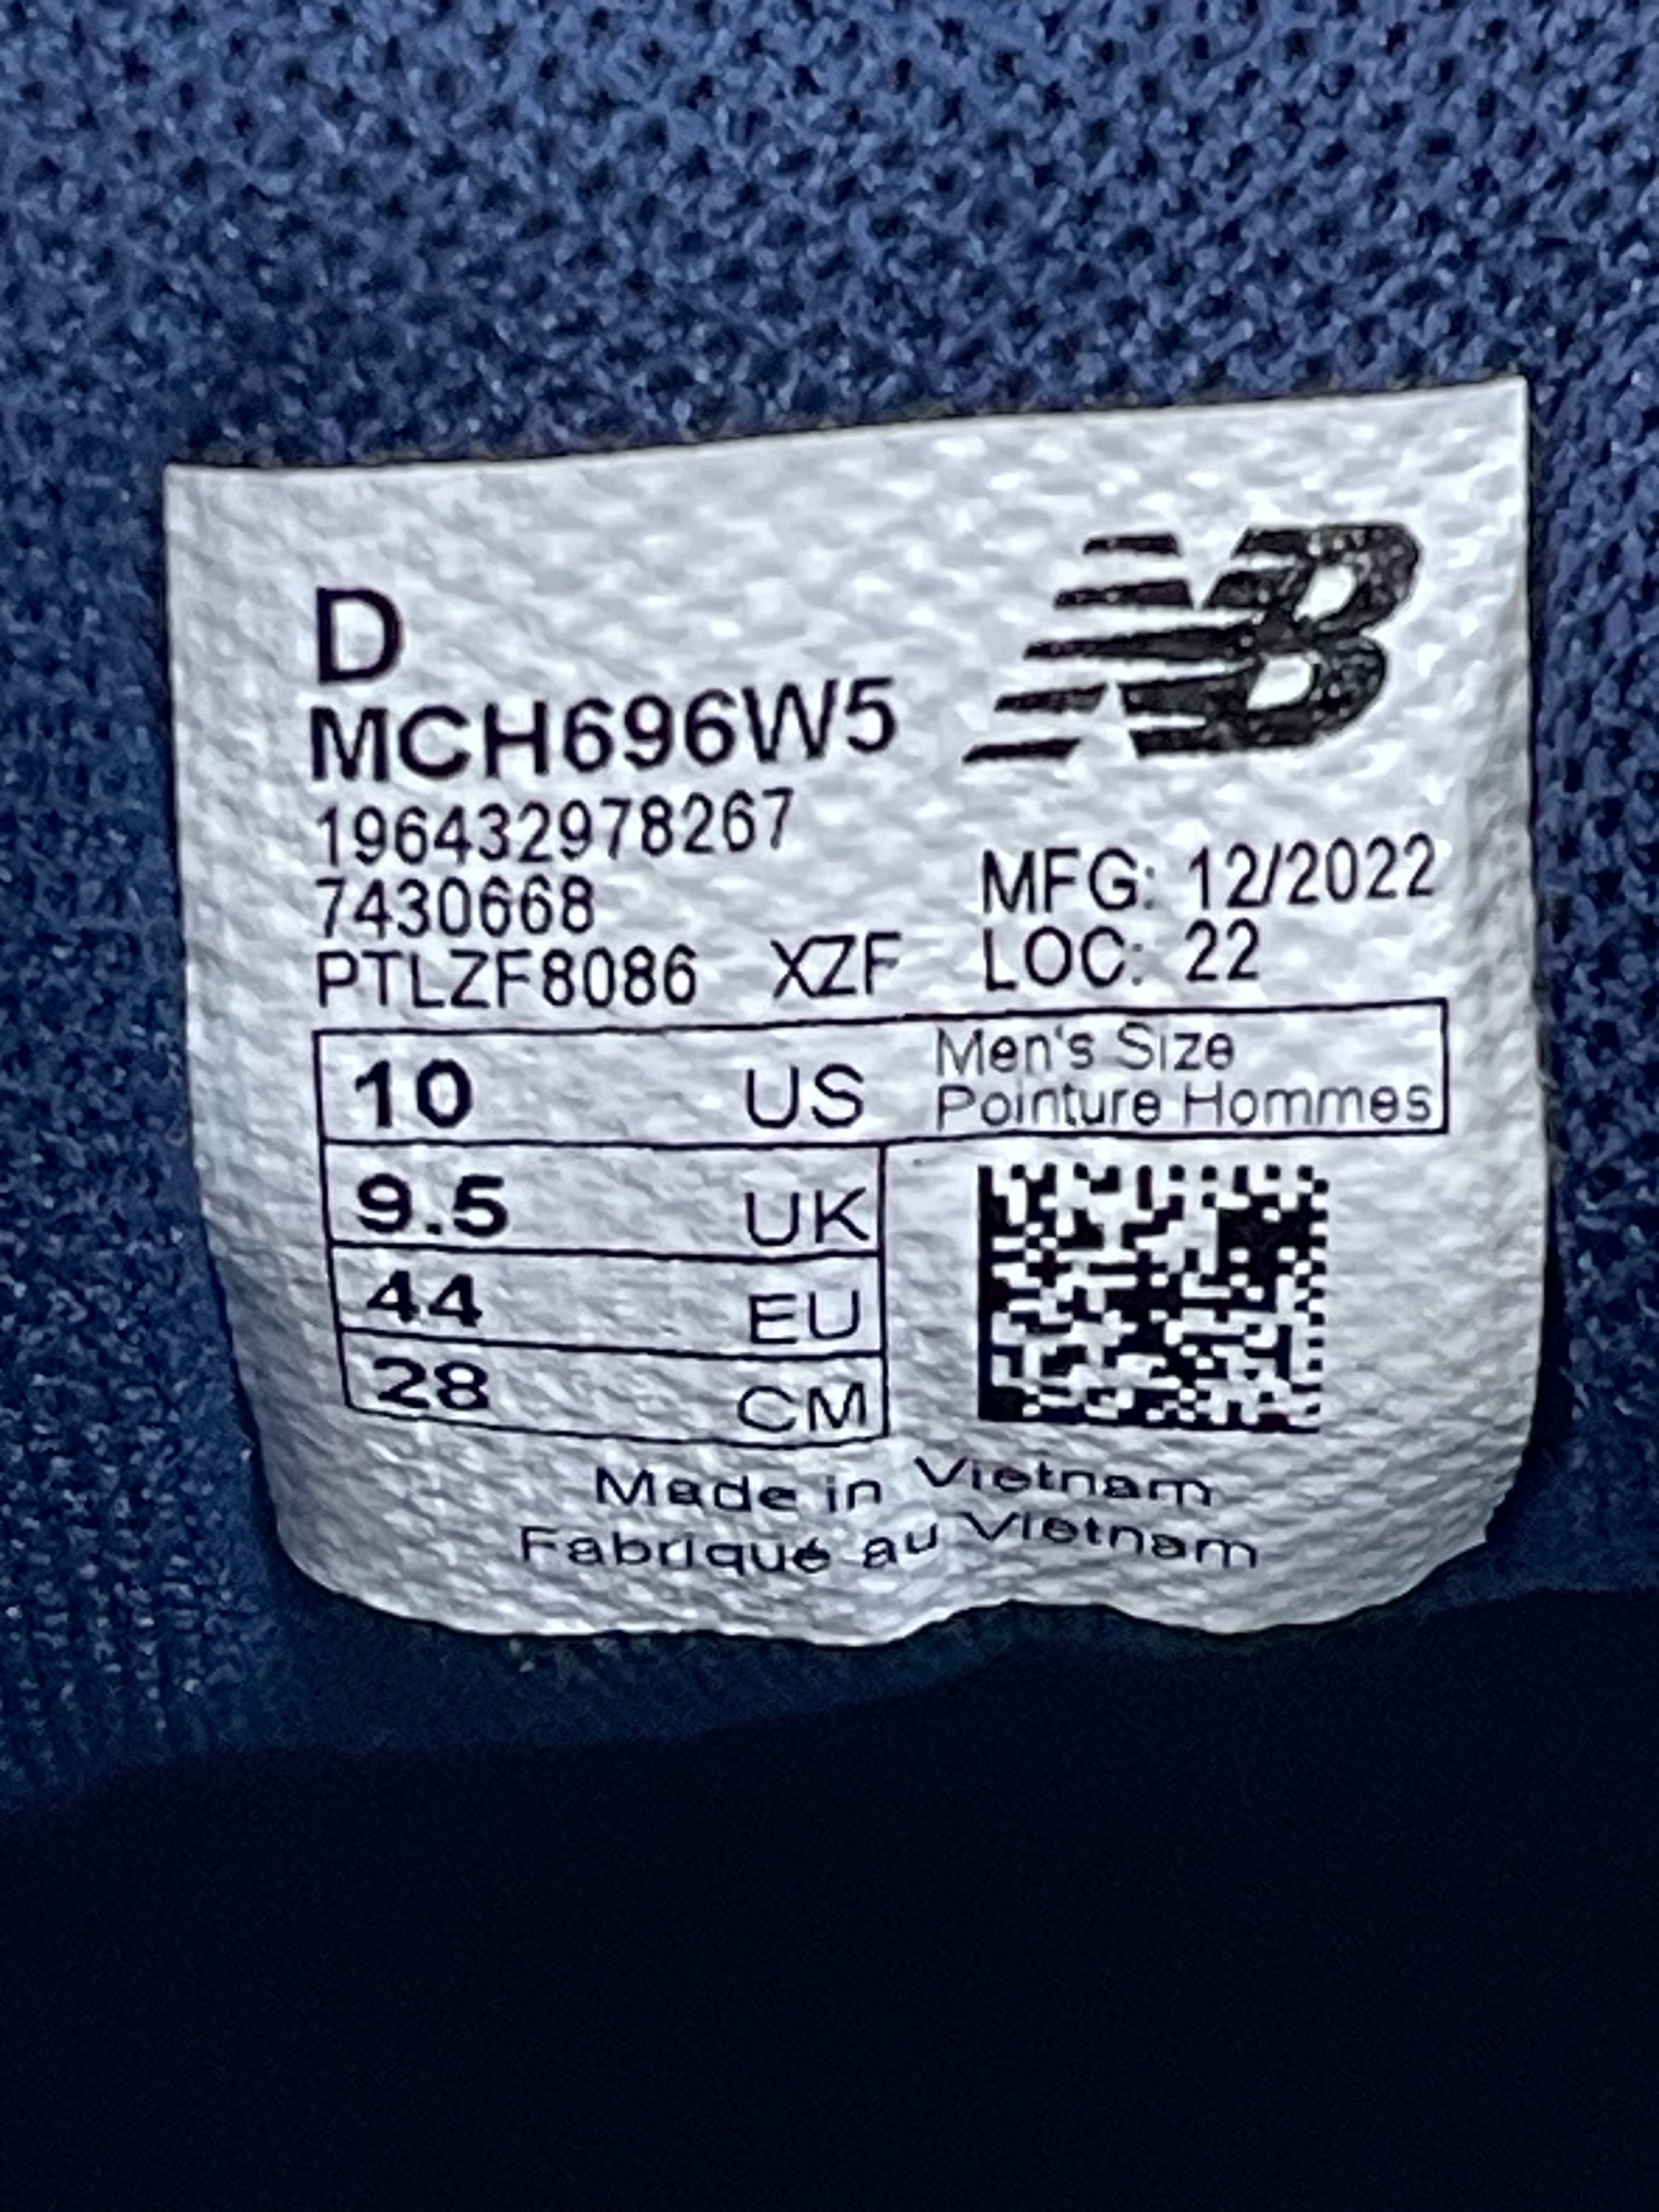 D
NB
MCH696W5
196432978267
7430668
MFG: 12/2022
PTLZF8086 XZF
LOC: 22
10 US
Men's Size
Pointure Hommes
9.5 UK
44 EU
28 CM
Made in Vietnam
Fabriqué au Vietnam